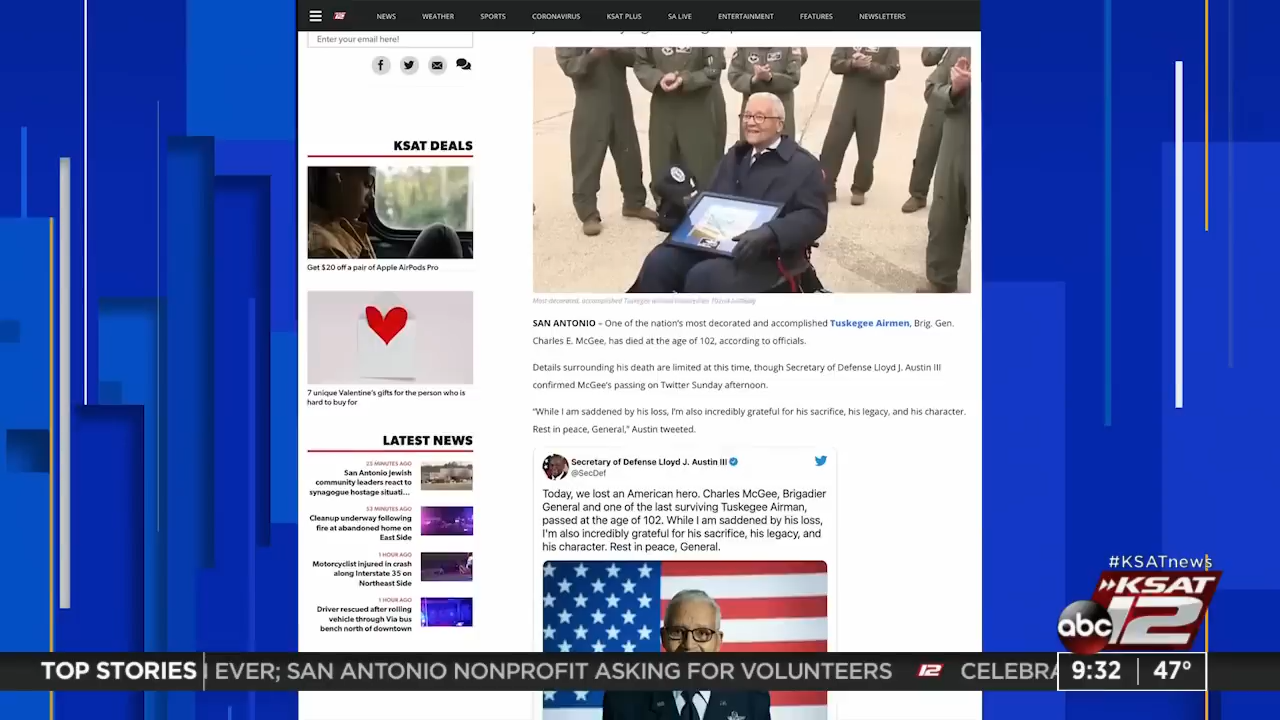 NEWS
WEATHER
SPORTS
CORONAVIRUS
KSAT PLUS
SA LIVE
ENTERTAINMENT
FEATURES
NEWSLETTERS
Enter your email here!
KSAT DEALS
Get $20 off a pair of Apple AirPods Pro
7 unique Valentine's gifts for the person who is
hard to buy for
LATEST NEWS
23 MINUTES AGO
San Antonio Jewish
community leaders react to
synagogue hostage situati...
53 MINUTES AGO
Cleanup underway following
fire at abandoned home on
East Side
1 HOUR AGO
Motorcyclist injured in crash
along Interstate 35 on
Northeast Side
1 HOUR AGO
Driver rescued after rolling
vehicle through Via bus
bench north of downtown
Most decorated, accomplished Tuskegee
SAN ANTONIO – One of the nation's most decorated and accomplished Tuskegee Airmen, Brig. Gen.
Charles E. McGee, has died at the age of 102, according to officials.
Details surrounding his death are limited at this time, though Secretary of Defense Lloyd J. Austin III
confirmed McGee's passing on Twitter Sunday afternoon.
"While I am saddened by his loss, I'm also incredibly grateful for his sacrifice, his legacy, and his character.
Rest in peace, General," Austin tweeted.
Secretary of Defense Lloyd J. Austin III
@SecDef
Today, we lost an American hero. Charles McGee, Brigadier
General and one of the last surviving Tuskegee Airman,
passed at the age of 102. While I am saddened by his loss,
I'm also incredibly grateful for his sacrifice, his legacy, and
his character. Rest in peace, General.
#KSATnews
KSAT
abc 12
TOP STORIES
EVER; SAN ANTONIO NONPROFIT ASKING FOR VOLUNTEERS 12 CELEBRA
9:32 47°